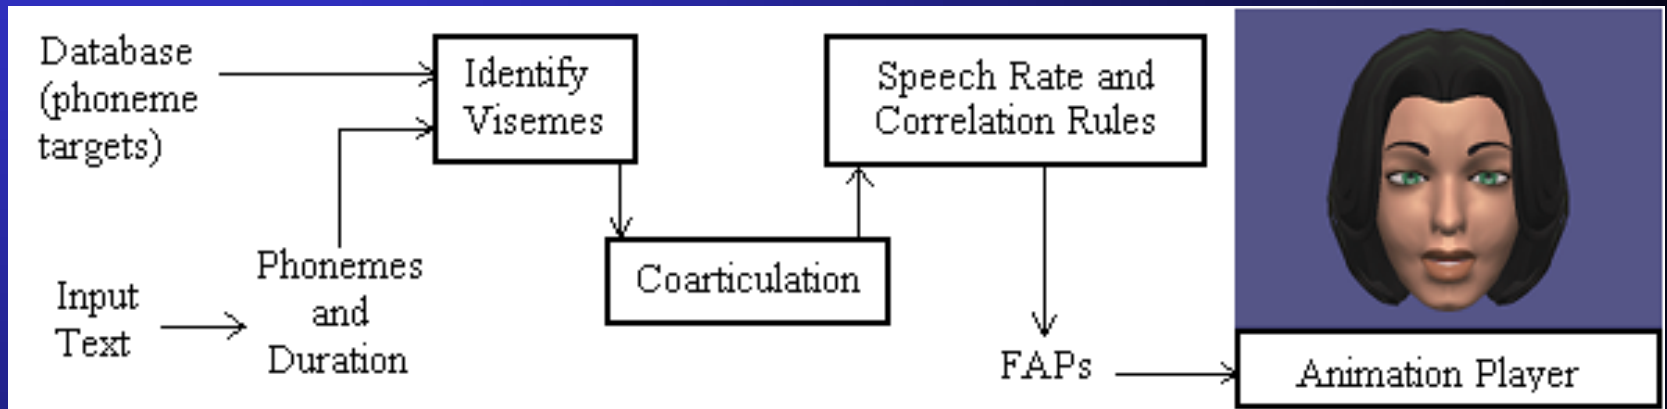 Database
(phoneme
targets)
Input
Text
Phonemes
and
Duration
Identify
Visemes
Coarticulation
Speech Rate and
Correlation Rules
FAPs
Animation Player